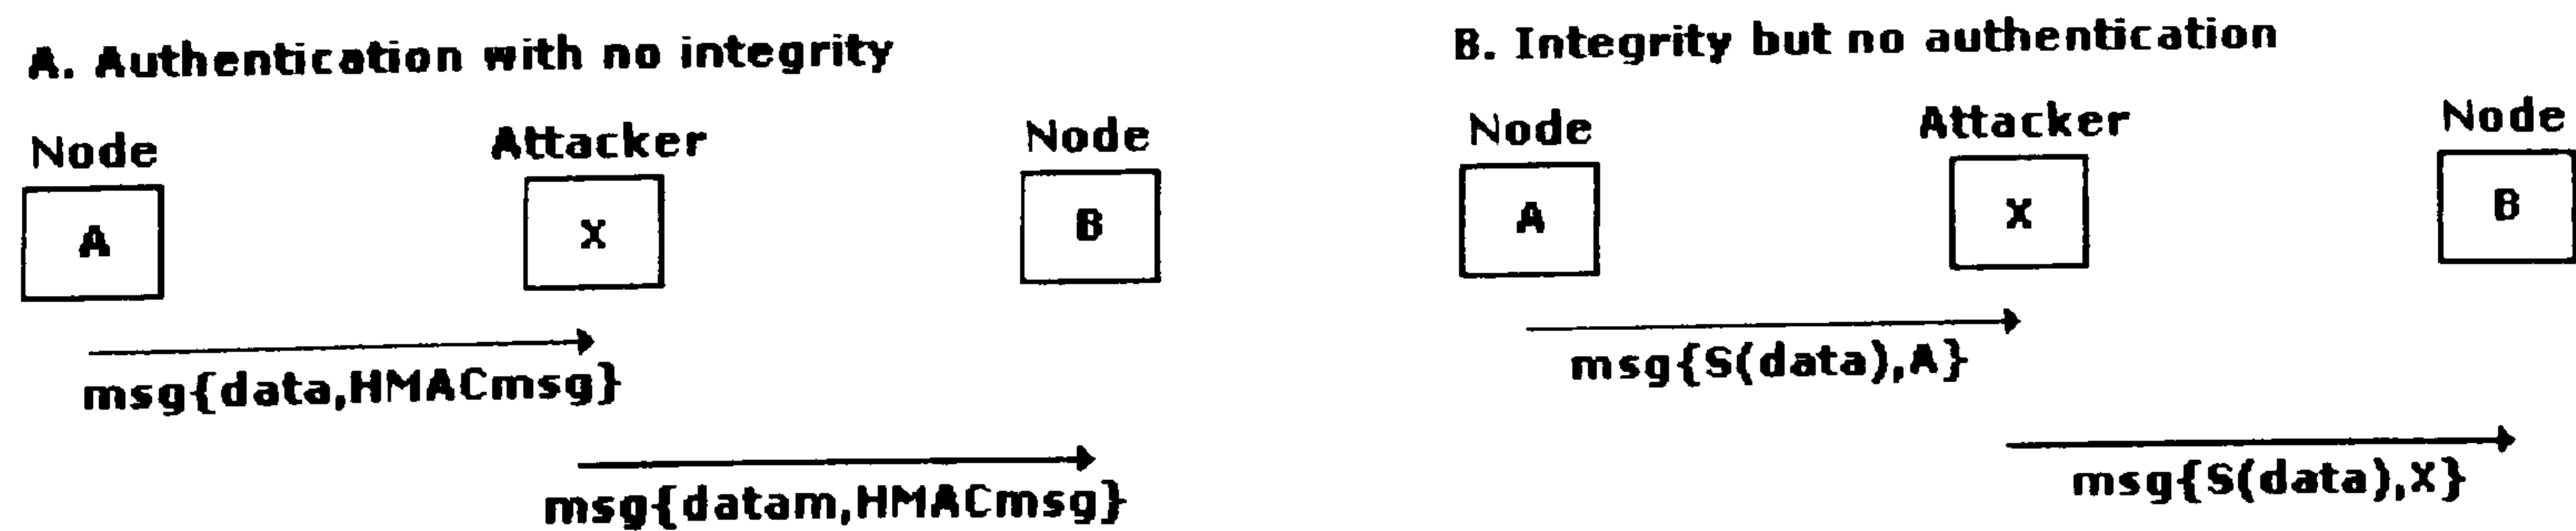 A. Authentication with no integrity
Node Attacker Node
A X B
msg{data,HMACmsg}
msg{datam,HMACmsg}
B. Integrity but no authentication
Node Attacker Node
A X B
msg{S(data),A}
msg{S(data),X}